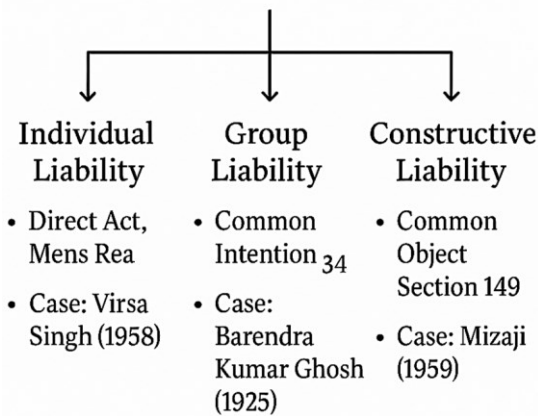 Individual
Liability
• Direct Act,
Mens Rea
• Case: Virsa
Singh (1958)
Group
Liability
• Common
Intention 34
• Case:
Barendra
Kumar Ghosh
(1925)
Constructive
Liability
• Common
Object
Section 149
• Case: Mizaji
(1959)